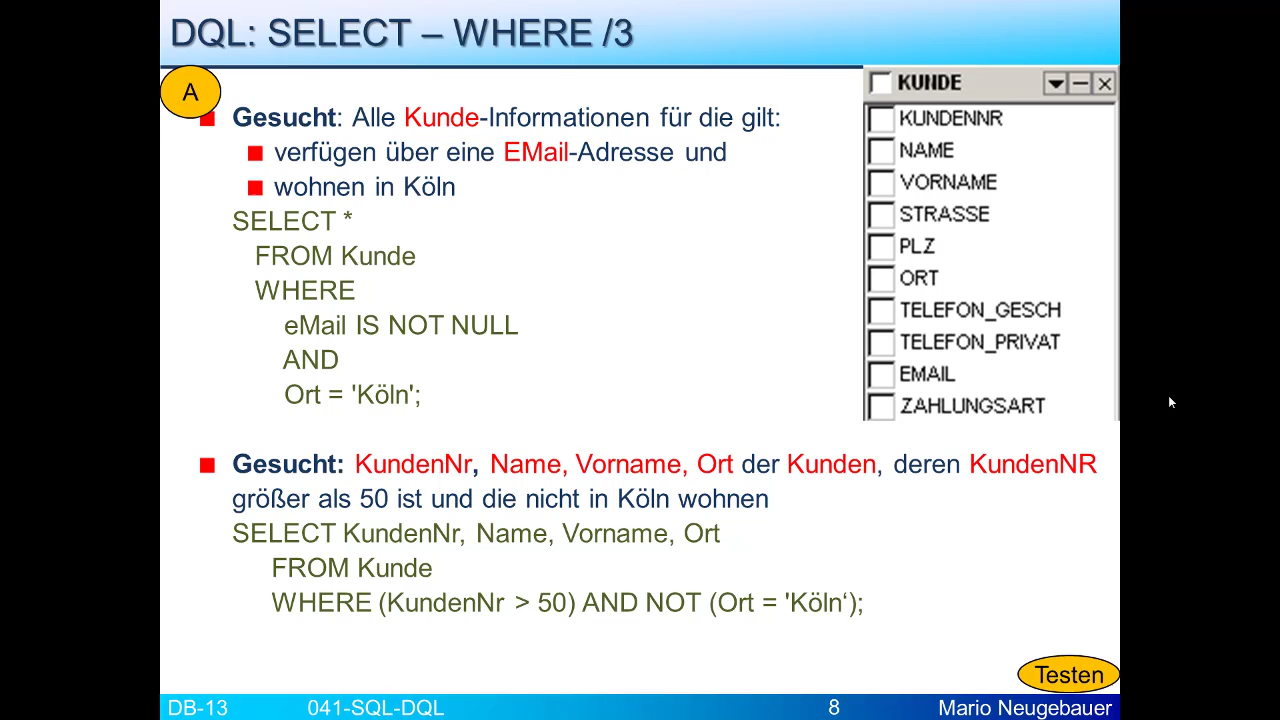 DQL: SELECT – WHERE /3
A
Gesucht: Alle Kunde-Informationen für die gilt:
verfügen über eine EMail-Adresse und
wohnen in Köln
SELECT *
FROM Kunde
WHERE
eMail IS NOT NULL
AND
Ort = 'Köln';
KUNDE
KUNDENNR
NAME
VORNAME
STRASSE
PLZ
ORT
TELEFON_GESCH
TELEFON_PRIVAT
EMAIL
ZAHLUNGSART
Gesucht: KundenNr, Name, Vorname, Ort der Kunden, deren KundenNR
größer als 50 ist und die nicht in Köln wohnen
SELECT KundenNr, Name, Vorname, Ort
FROM Kunde
WHERE (KundenNr > 50) AND NOT (Ort = 'Köln‘);
Testen
DB-13 041-SQL-DQL 8 Mario Neugebauer